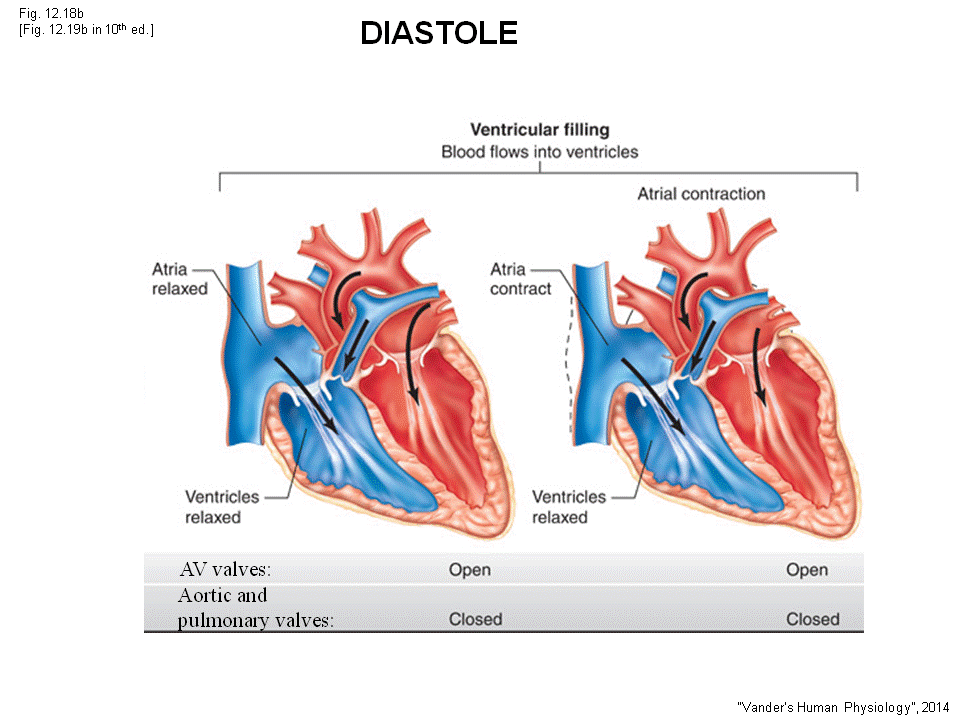 Fig. 12.18b
[Fig. 12.19b in 10th ed.]
DIASTOLE
Ventricular filling
Blood flows into ventricles
Atrial contraction
Atria
relaxed
Atria
contract
Ventricles
relaxed
Ventricles
relaxed
AV valves: Open Open
Aortic and
pulmonary valves: Closed Closed
"Vander's Human Physiology", 2014